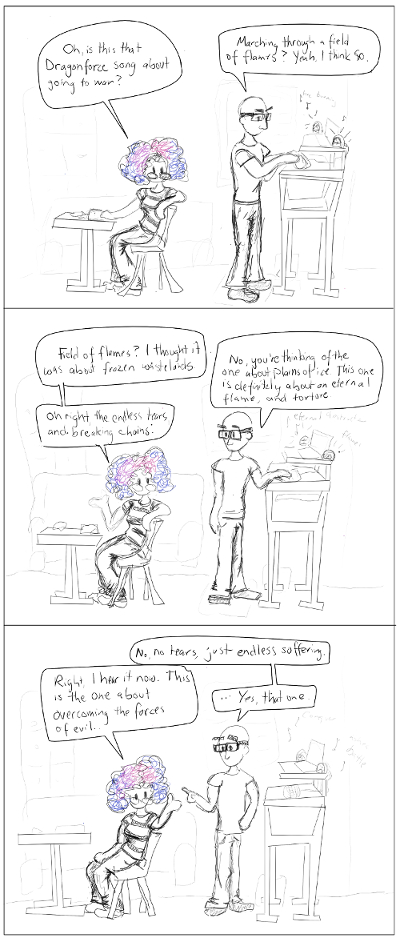 Oh, is this that
Dragonforce
song about
going to war?
Marching through a field
of flames? Yeah, I think so.
Field of flames? I thought it
was about frozen wastelands
No, you're thinking of the
one about plains of ice. This one
is definitely about an eternal
flame, and torture
Oh right the endless tears
and breaking chains.
No, no tears, just endless suffering.
Right I hear it now. This
is the one about
overcoming the forces
of evil...
... Yes, that one.